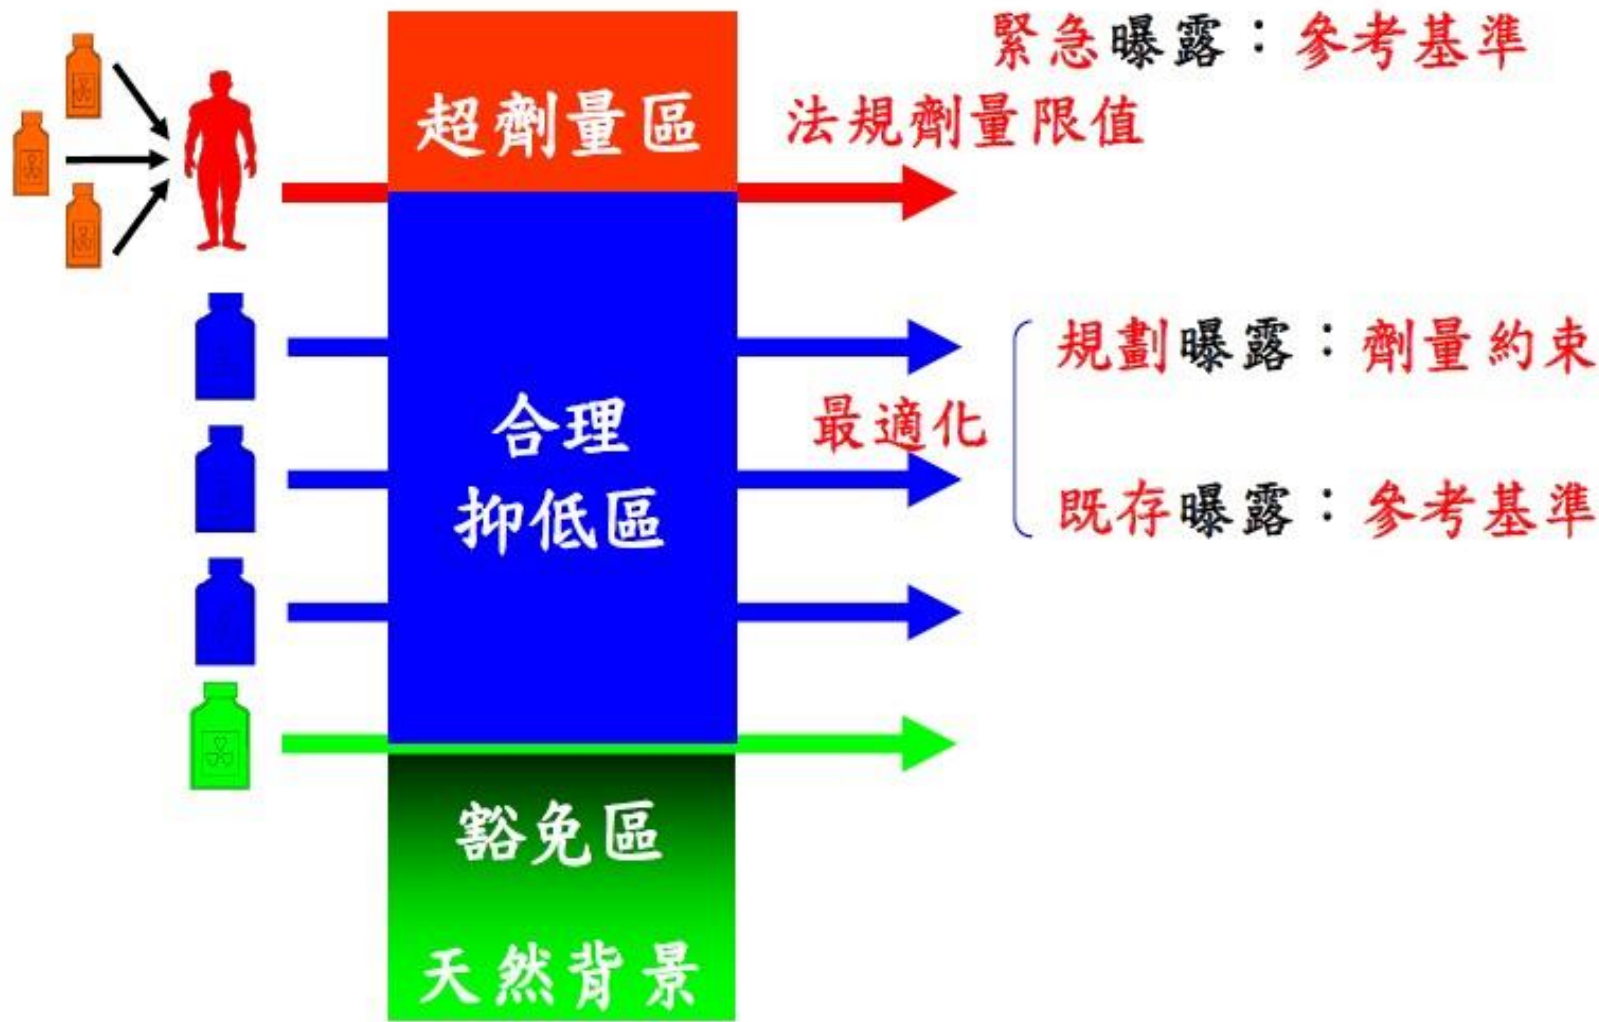 緊急曝露：參考基準
超劑量區
法規劑量限值
規劃曝露：劑量約束
合理
抑低區
最適化
既存曝露：參考基準
豁免區
天然背景